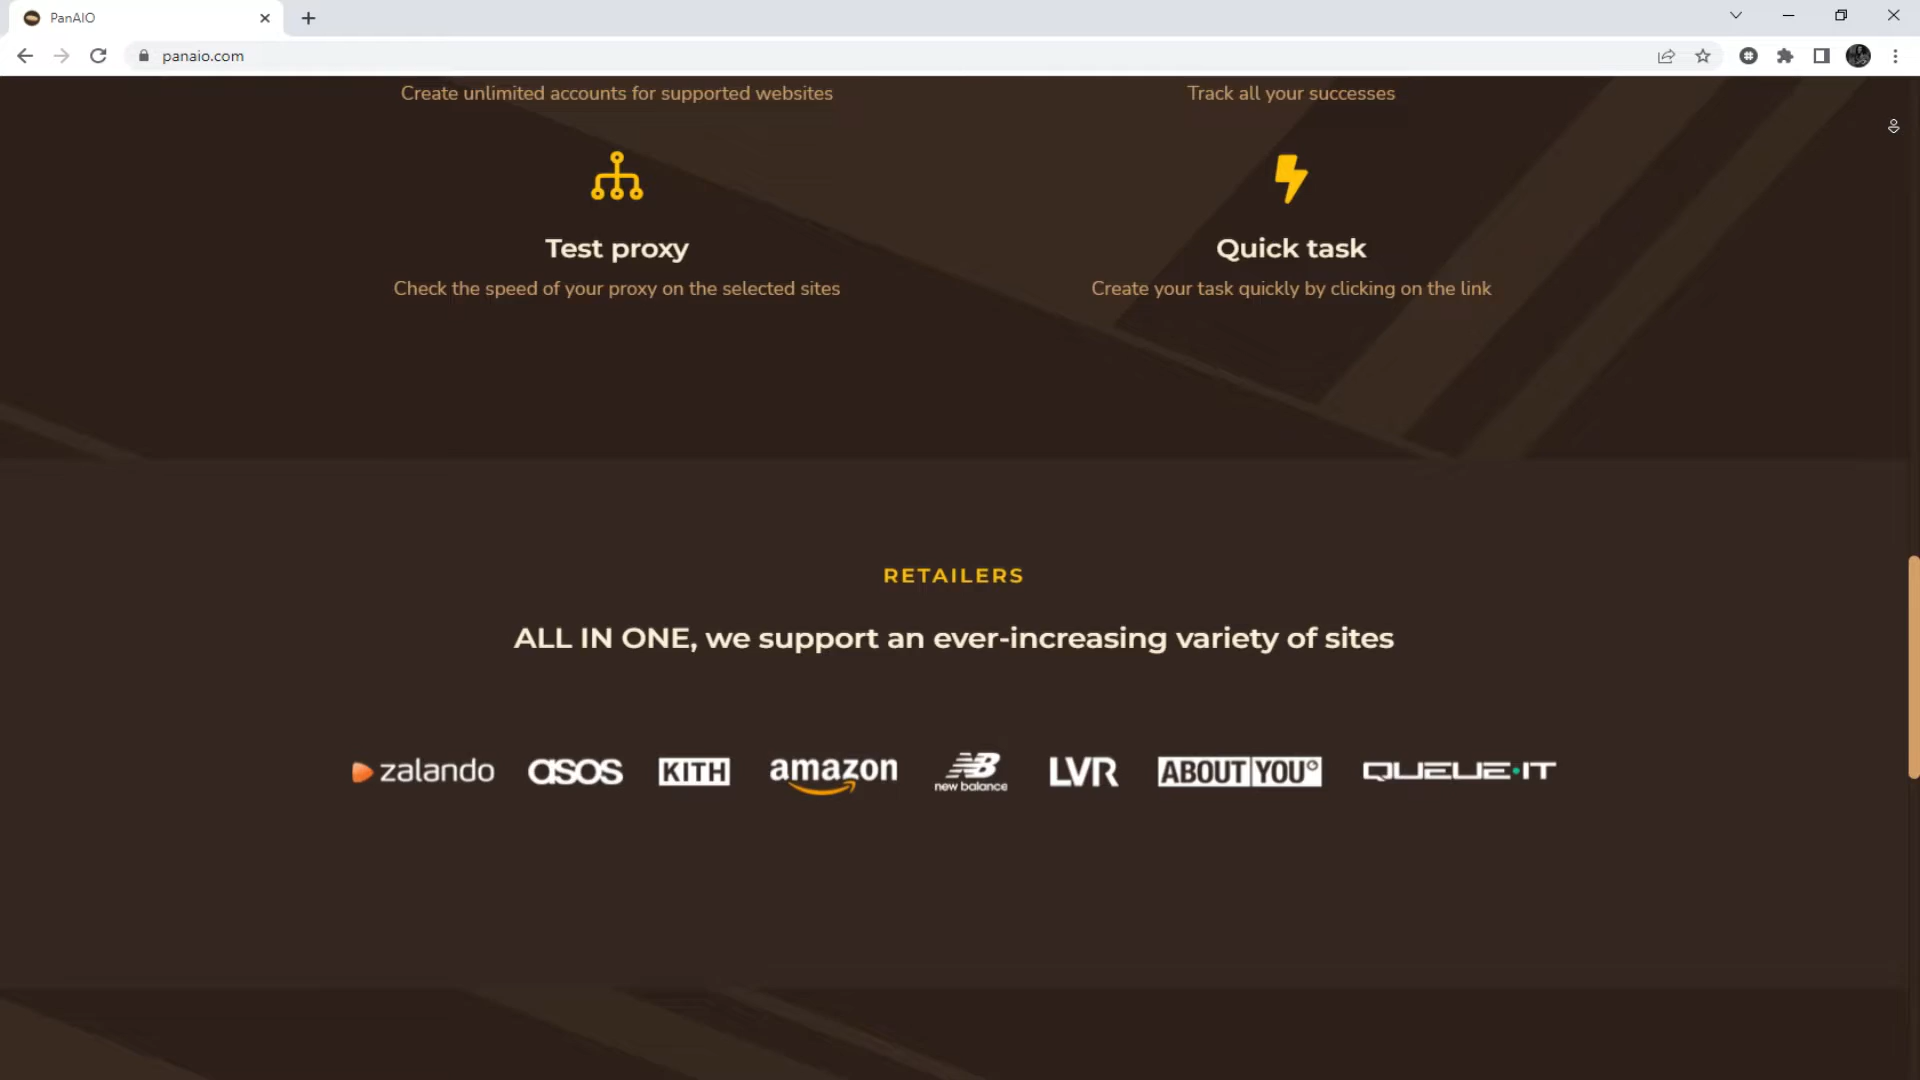 PanAIO
panaio.com
Create unlimited accounts for supported websites
Track all your successes
Test proxy
Quick task
Check the speed of your proxy on the selected sites
Create your task quickly by clicking on the link
RETAILERS
ALL IN ONE, we support an ever-increasing variety of sites
zalando asos KITH amazon NB new balance LVR ABOUT YOU° QUEUE·IT